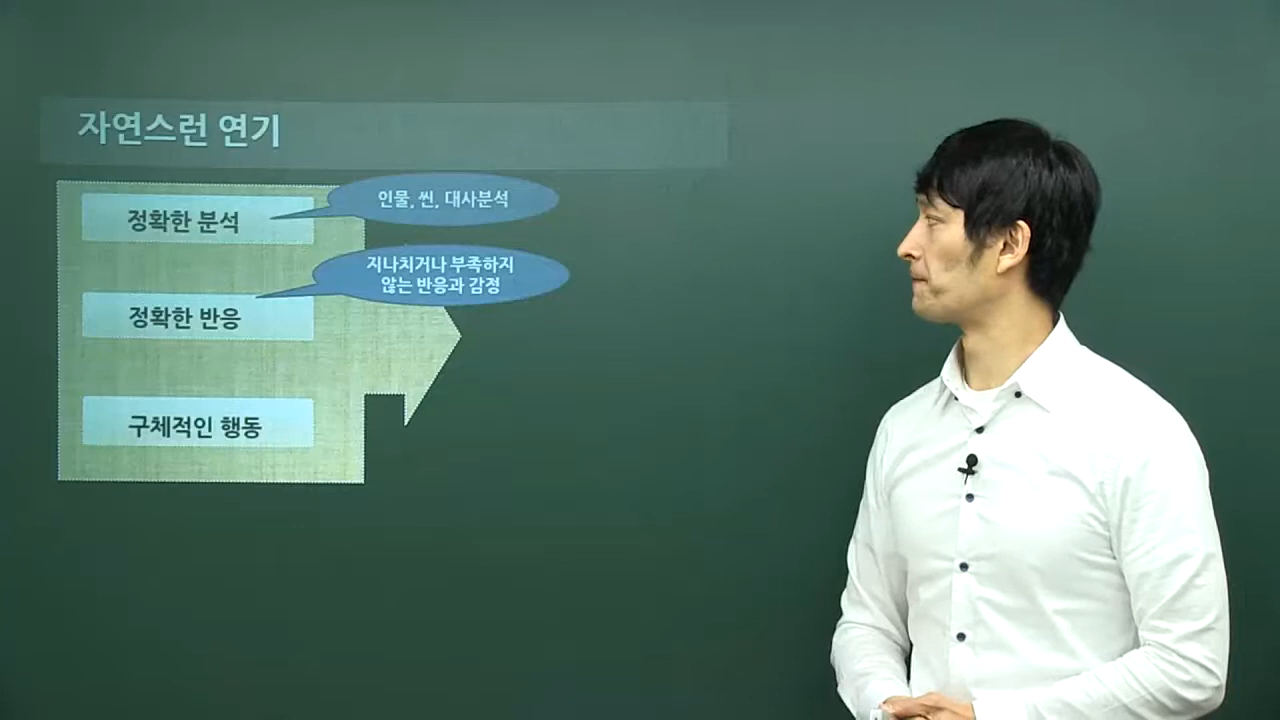 자연스런 연기
정확한 분석
인물, 씬, 대사분석
정확한 반응
지나치거나 부족하지
않는 반응과 감정
구체적인 행동